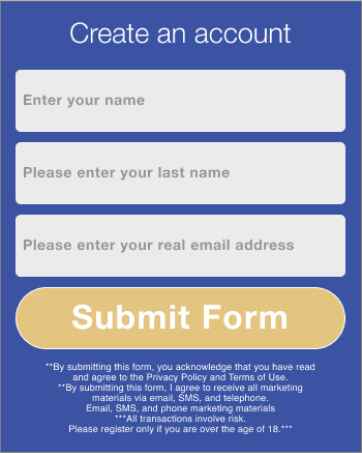 Create an account
Enter your name
Please enter your last name
Please enter your real email address
Submit Form
**By submitting this form, you acknowledge that you have read
and agree to the Privacy Policy and Terms of Use.
**By submitting this form, I agree to receive all marketing
materials via email, SMS, and telephone.
Email, SMS, and phone marketing materials
***All transactions involve risk.
Please register only if you are over the age of 18.***